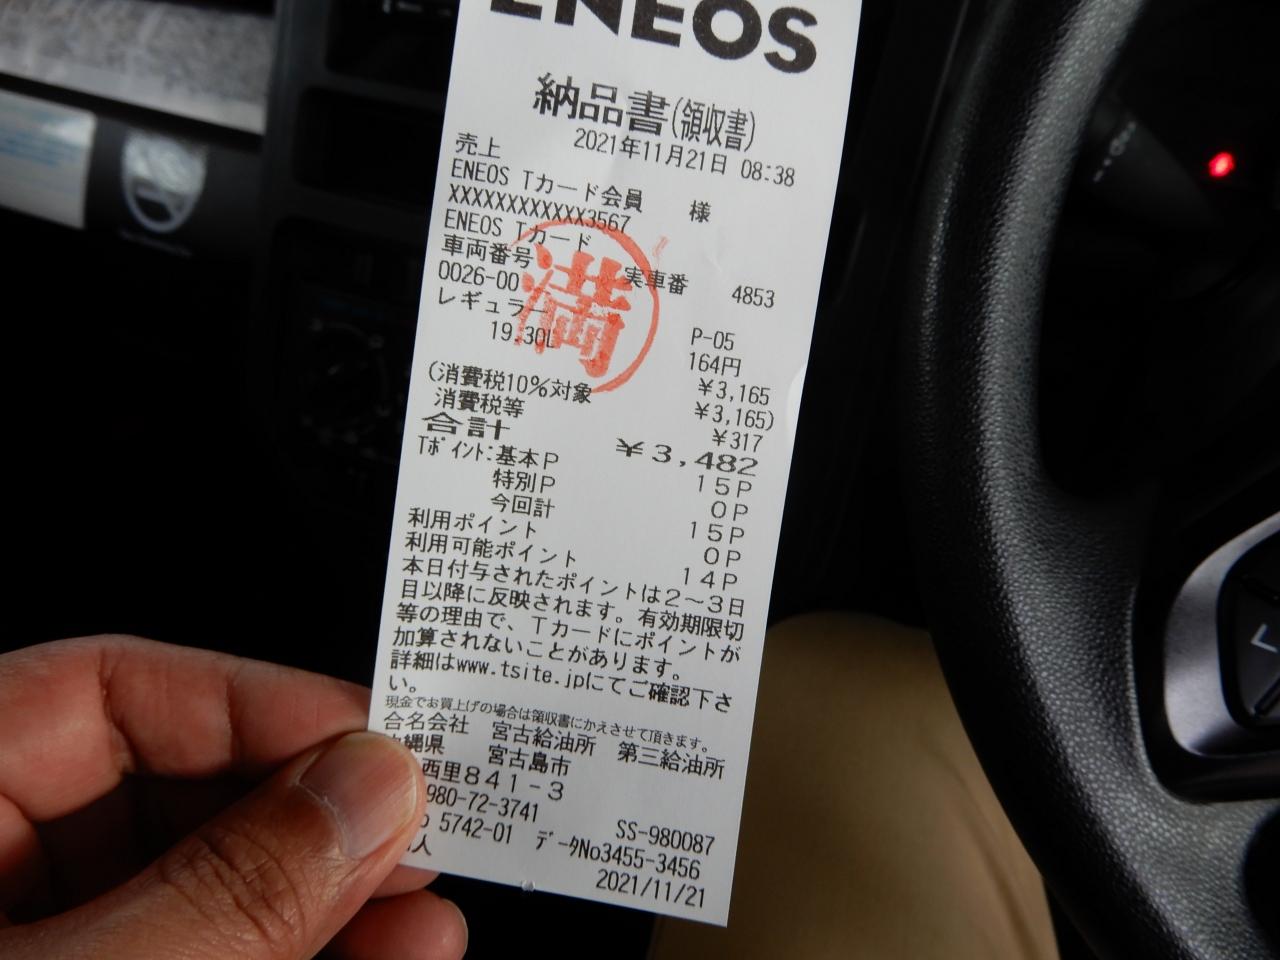 ENEOS
納品書(領収書)
2021年11月21日 08:38
売上
ENEOS Tカード会員 様
XXXXXXXXXXXX3567
ENEOS Tカード
車両番号 実車番 4853
0026-00
満
レギュラー P-05
19.30L 164円
¥3,165
(消費税10%対象 ¥3,165)
消費税等 ¥317
合計 ¥3,482
Tポイント:基本P 15P
特別P 0P
今回計 15P
利用ポイント 0P
利用可能ポイント 14P
本日付与されたポイントは2~3日
目以降に反映されます。有効期限切
等の理由で、Tカードにポイントが
加算されないことがあります。
詳細はwww.tsite.jpにてご確認下さ
い。
現金でお買上げの場合は領収書にかえさせて頂きます。
合名会社 宮古給油所 第三給油所
沖縄県 宮古島市
西里841-3
980-72-3741
SS-980087
5742-01 データNo3455-3456
2021/11/21